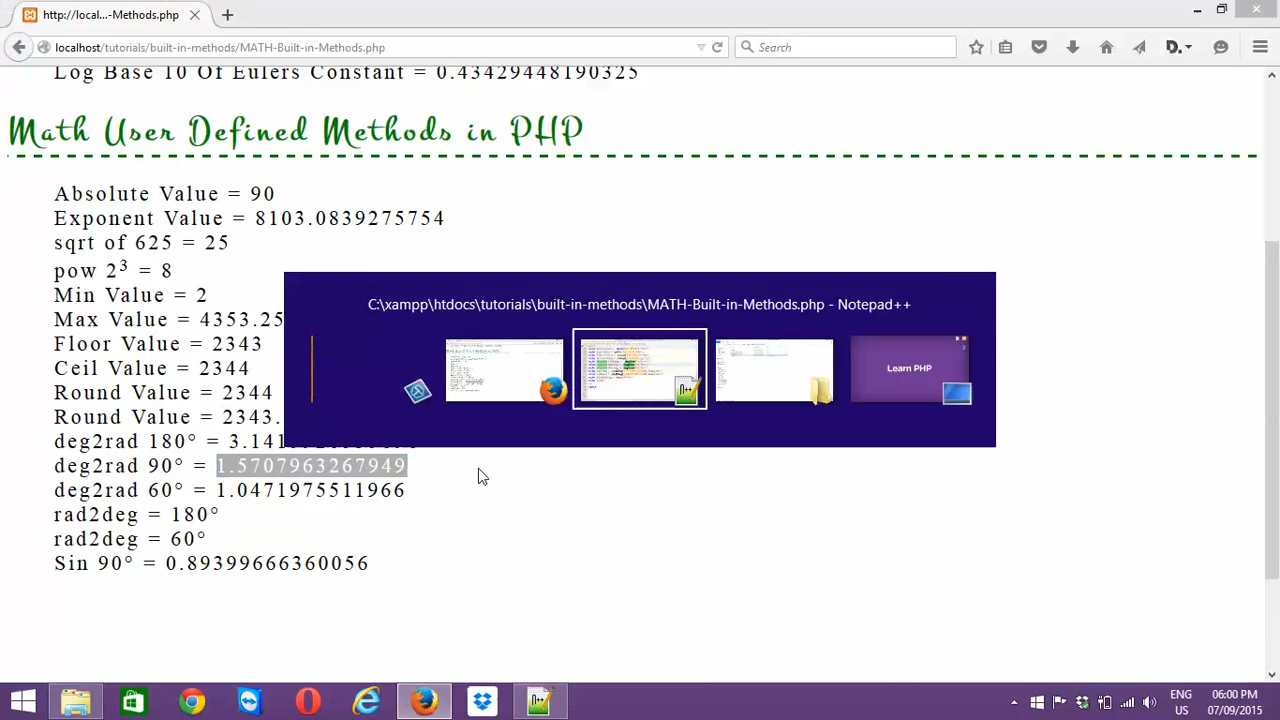 http://local...-Methods.php
localhost/tutorials/built-in-methods/MATH-Built-in-Methods.php
Search
D.
Log Base 10 Of Eulers Constant = 0.43429448190325
Math User Defined Methods in PHP
Absolute Value = 90
Exponent Value = 8103.0839275754
sqrt of 625 = 25
pow 2³ = 8
Min Value = 2
Max Value = 4353.25
Floor Value = 2343
Ceil Value = 2344
Round Value = 2344
Round Value = 2343.
deg2rad 180° = 3.141
deg2rad 90° = 1.5707963267949
deg2rad 60° = 1.0471975511966
rad2deg = 180°
rad2deg = 60°
Sin 90° = 0.89399666360056
C:\xampp\htdocs\tutorials\built-in-methods\MATH-Built-in-Methods.php - Notepad++
Learn PHP
ENG
US
06:00 PM
07/09/2015